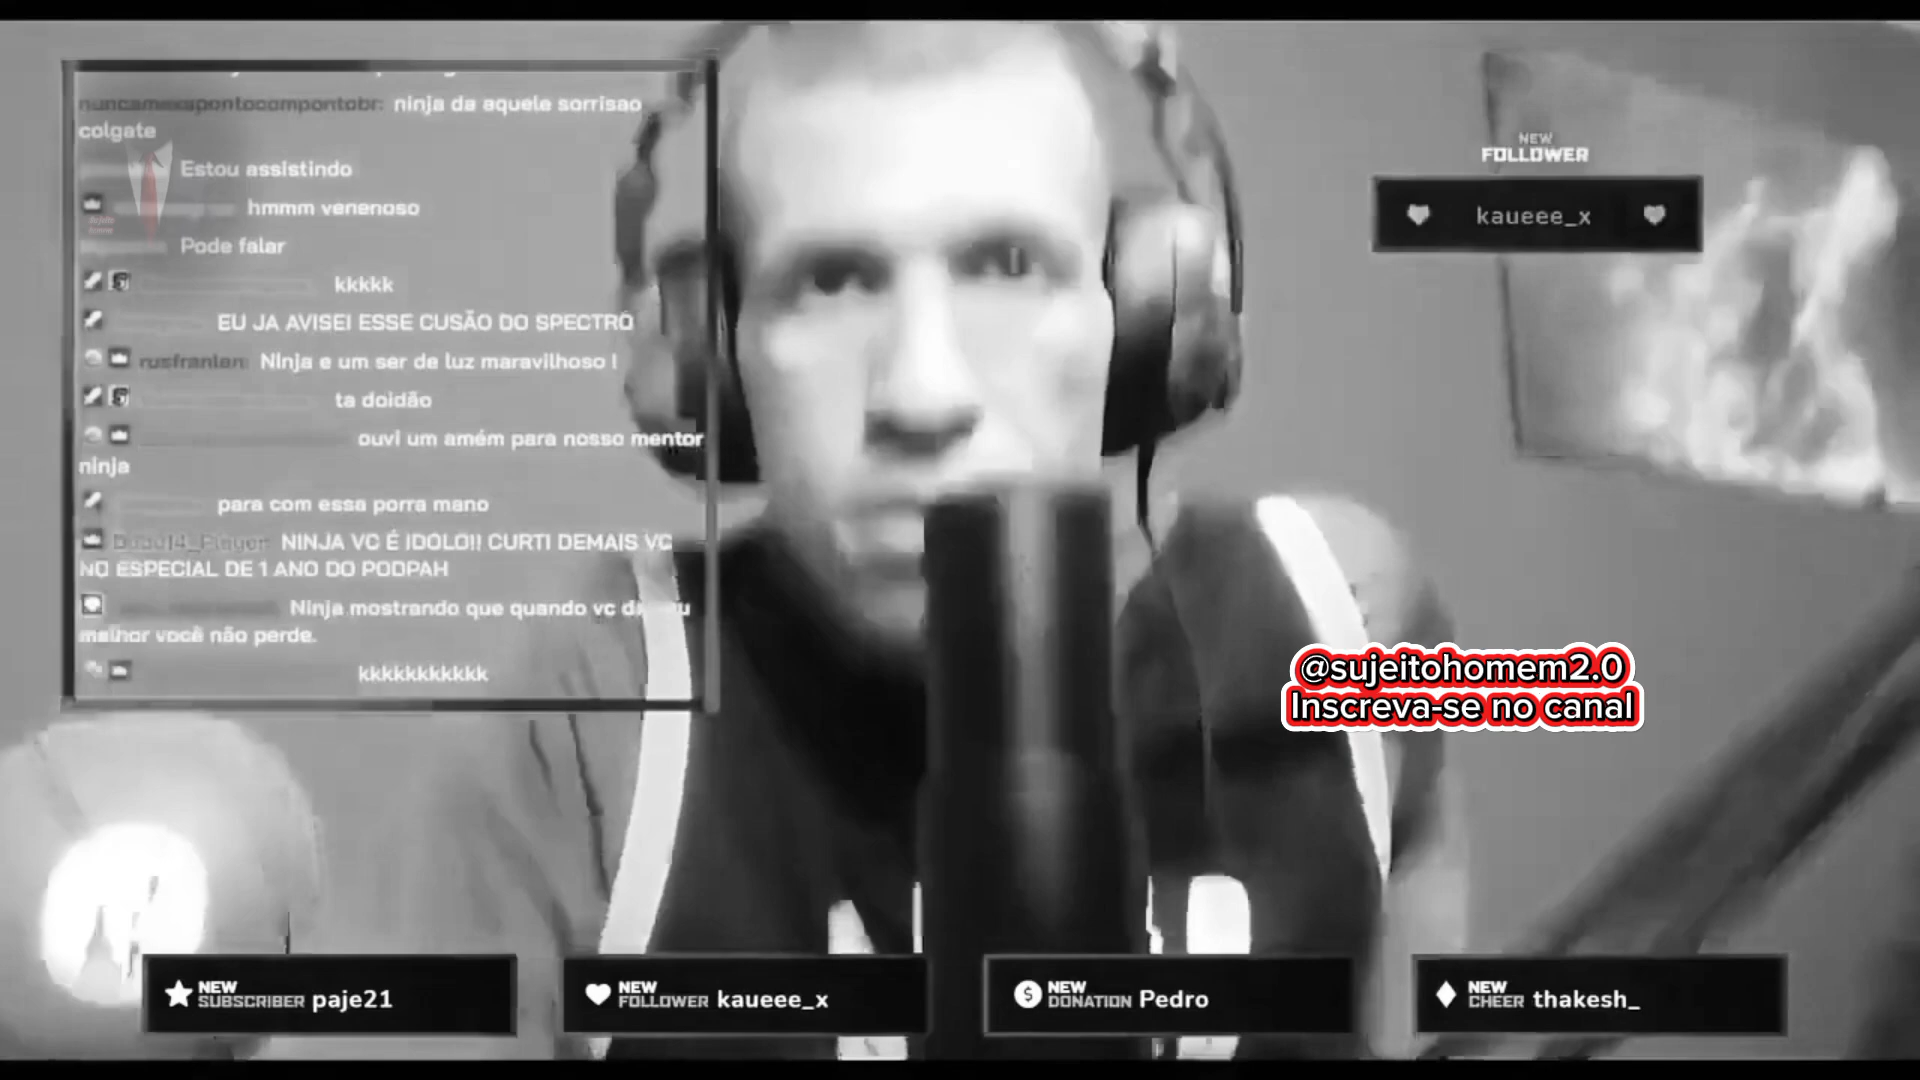 ninja da aquele sorrisao
colgate
Estou assistindo
hmmm venenoso
Pode falar
kkkkk
EU JA AVISEI ESSE CUSÃO DO SPECTRO
rusfranlan: NInja e um ser de luz maravilhoso !
ta doidão
ouvi um amém para nosso mentor
ninja
para com essa porra mano
NINJA VC É IDOLO!! CURTI DEMAIS VC
NO ESPECIAL DE 1 ANO DO PODPAH
Ninja mostrando que quando vc
melhor você não perde.
kkkkkkkkkkk
NEW
FOLLOWER
kaueee_x
@sujeitohomem2.0
Inscreva-se no canal
NEW
SUBSCRIBER paje21
NEW
FOLLOWER kaueee_x
NEW
DONATION Pedro
NEW
CHEER thakesh_